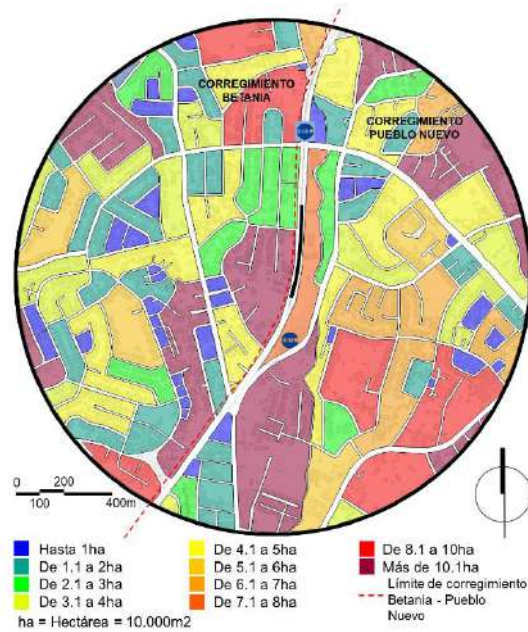 CORREGIMIENTO
BETANIA
CORREGIMIENTO
PUEBLO NUEVO
0 200
100 400m
Hasta 1ha
De 1.1 a 2ha
De 2.1 a 3ha
De 3.1 a 4ha
De 4.1 a 5ha
De 5.1 a 6ha
De 6.1 a 7ha
De 7.1 a 8ha
De 8.1 a 10ha
Más de 10.1ha
Límite de corregimiento
Betania - Pueblo
Nuevo
ha = Hectárea = 10.000m2